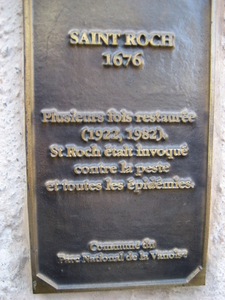 SAINT ROCH
1676
Plusieurs fois restaurée
(1922, 1982).
St Roch était invoqué
contre la peste
et toutes les épidémies.
Commune du
Parc National de la Vanoise